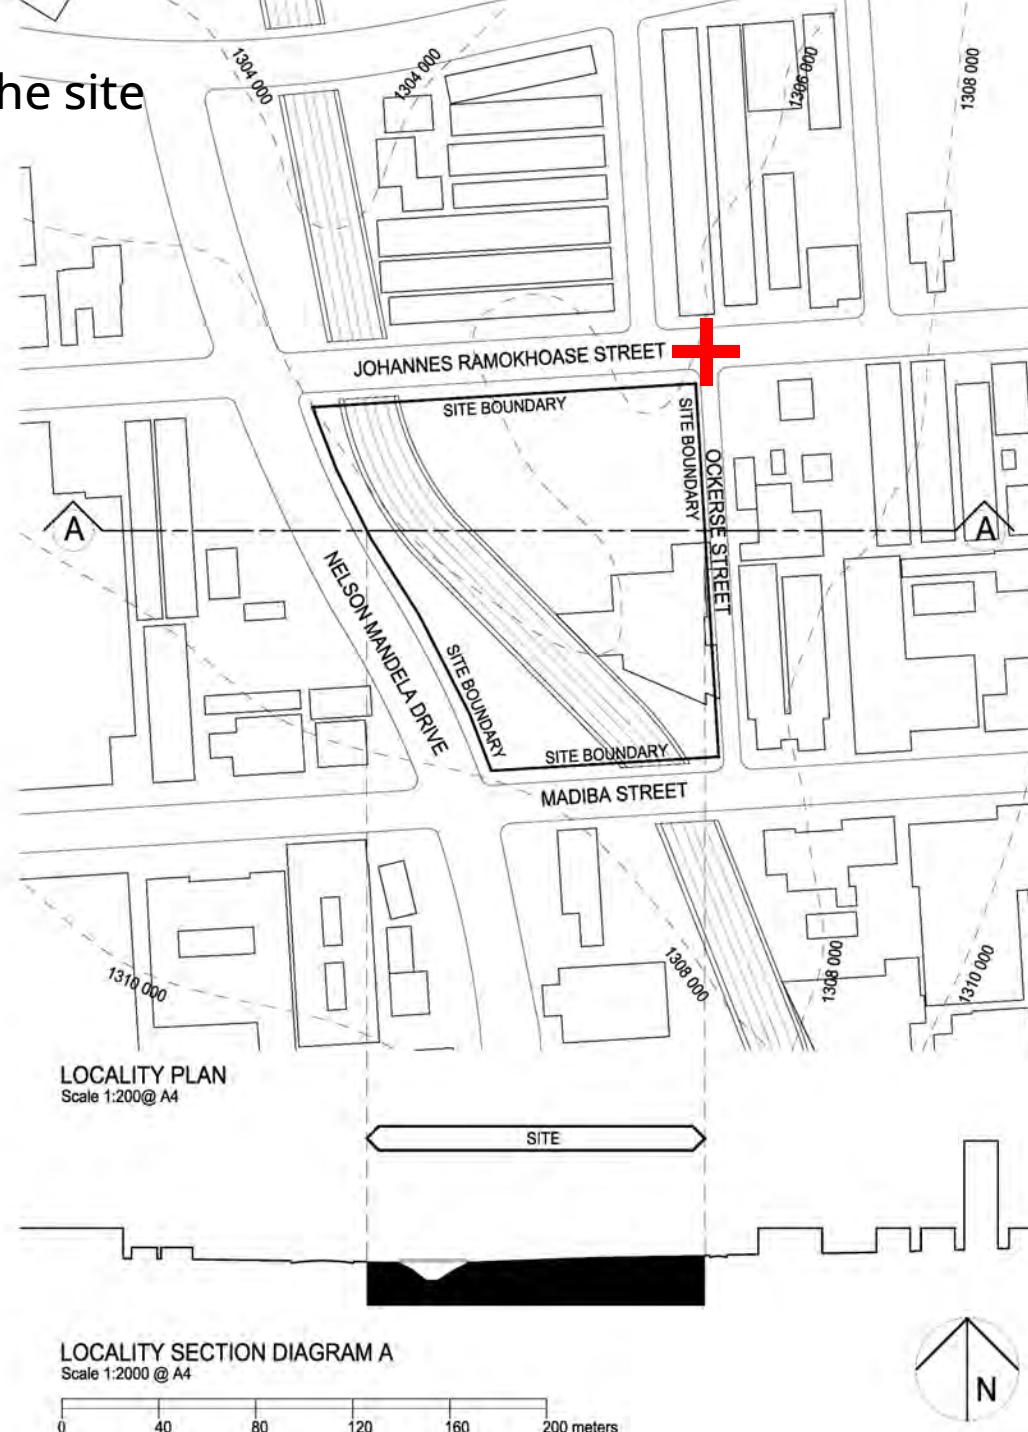 he site
1304 000
1304 000
1306 000
1308 000
JOHANNES RAMOKHOASE STREET
SITE BOUNDARY
SITE BOUNDARY
OCKERSE STREET
A
A
NELSON MANDELA DRIVE
SITE BOUNDARY
SITE BOUNDARY
MADIBA STREET
1310 000
1308 000
1308 000
1310 000
LOCALITY PLAN
Scale 1:200@ A4
SITE
LOCALITY SECTION DIAGRAM A
Scale 1:2000 @ A4
N
0 40 80 120 160 200 meters